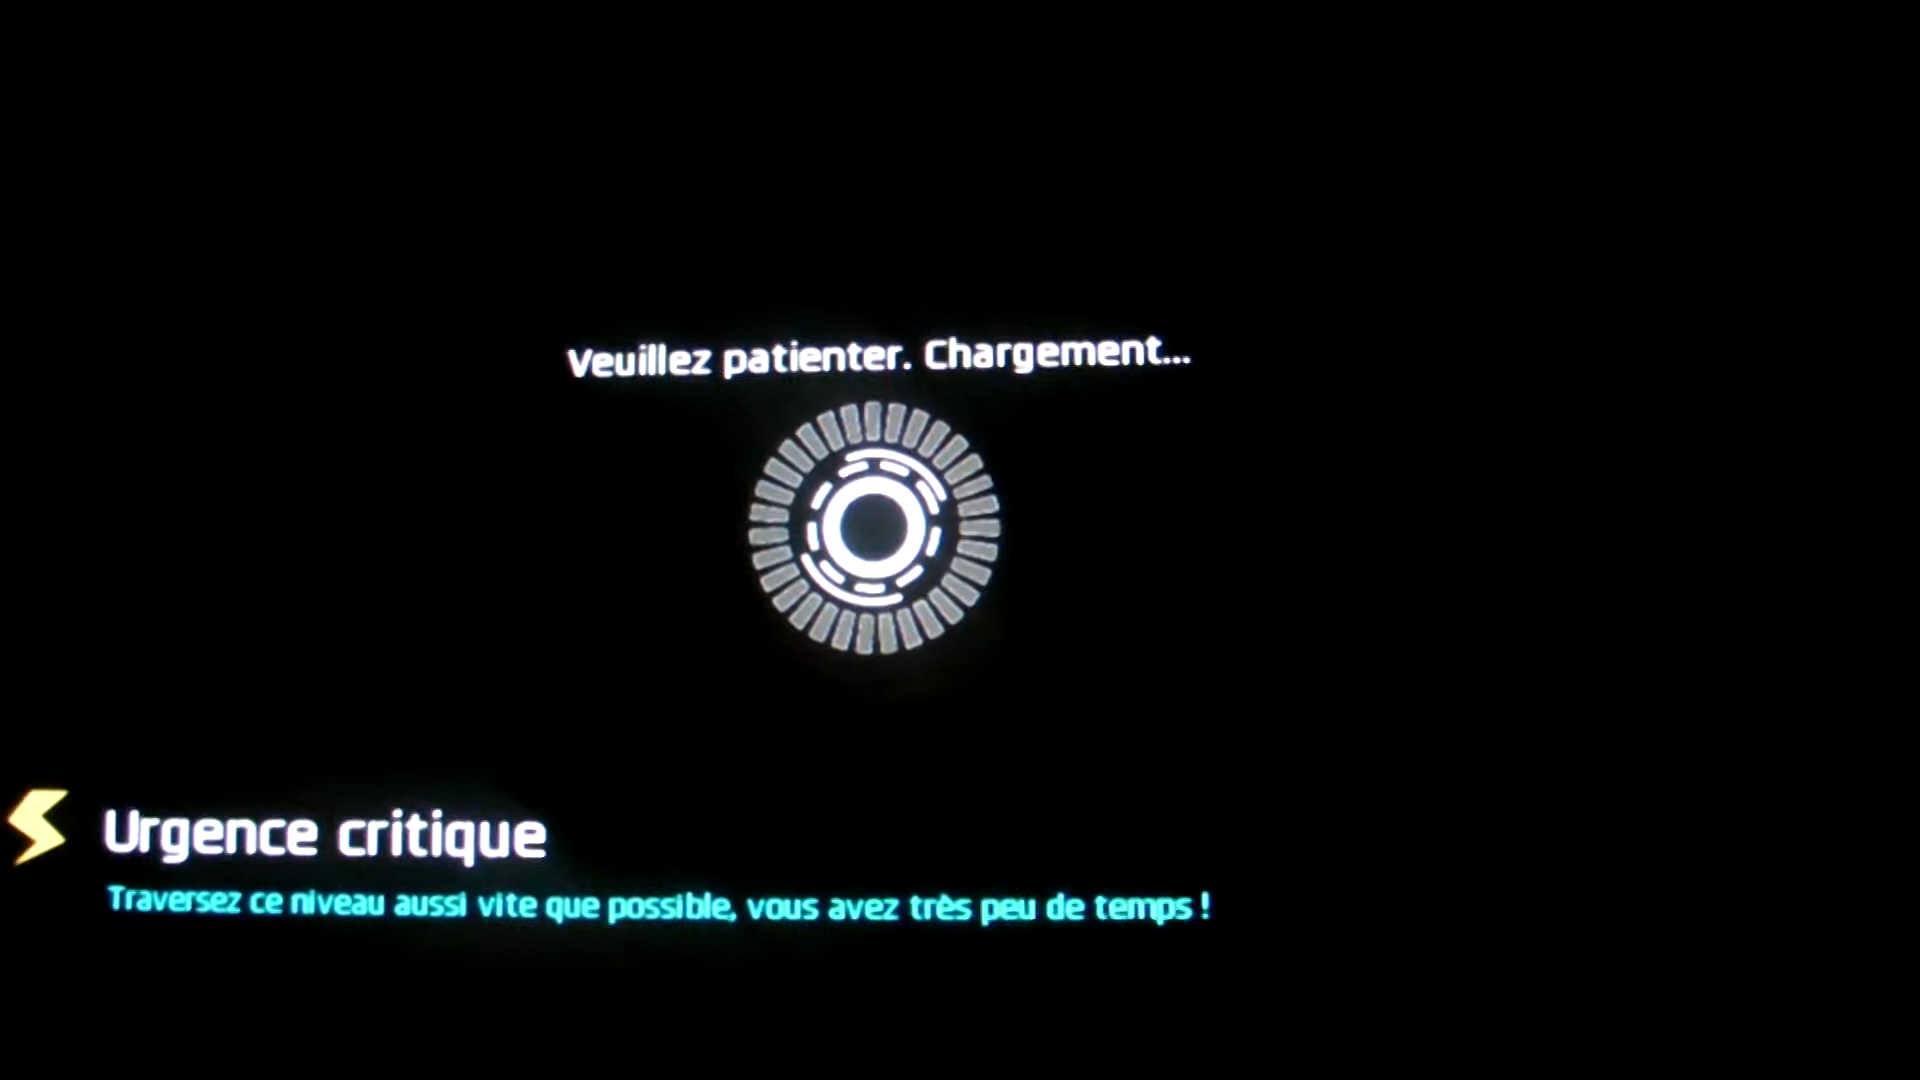 Veuillez patienter. Chargement...
Urgence critique
Traversez ce niveau aussi vite que possible, vous avez très peu de temps !